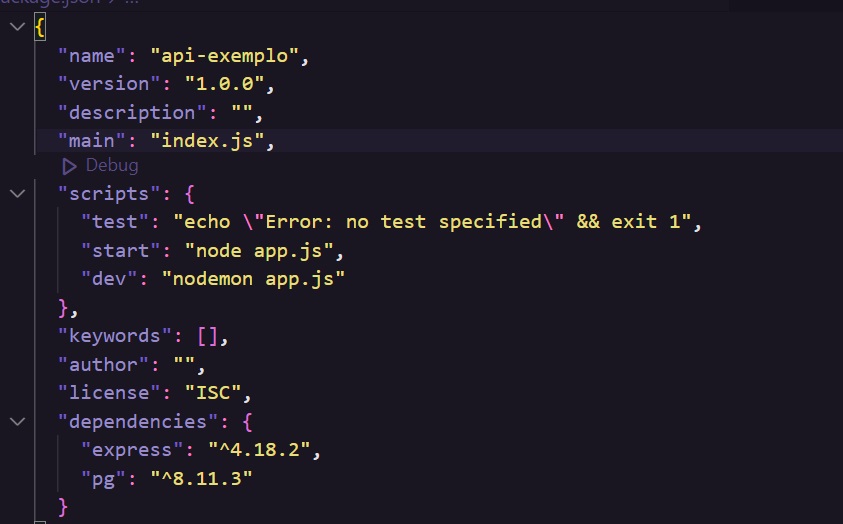 package.json > ...
{
"name": "api-exemplo",
"version": "1.0.0",
"description": "",
"main": "index.js",
Debug
"scripts": {
"test": "echo \"Error: no test specified\" && exit 1",
"start": "node app.js",
"dev": "nodemon app.js"
},
"keywords": [],
"author": "",
"license": "ISC",
"dependencies": {
"express": "^4.18.2",
"pg": "^8.11.3"
}